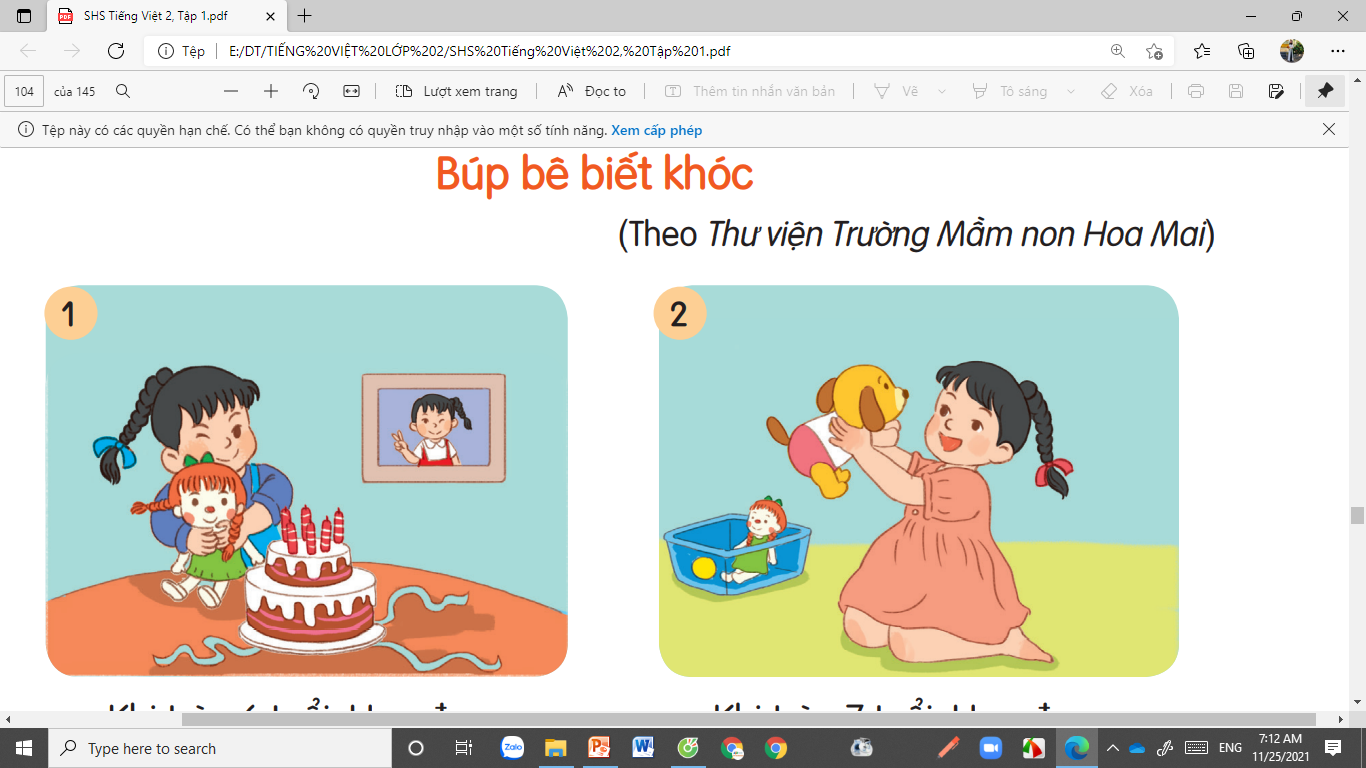 SHS Tiếng Việt 2, Tập 1.pdf
Tệp
E:/DT/TIẾNG%20VIỆT%20LỚP%202/SHS%20Tiếng%20Việt%202,%20Tập%201.pdf
104 của 145
Lượt xem trang
Đọc to
Thêm tin nhắn văn bản
Vẽ
Tô sáng
Xóa
Tệp này có các quyền hạn chế. Có thể bạn không có quyền truy nhập vào một số tính năng. Xem cấp phép
Búp bê biết khóc
(Theo Thư viện Trường Mầm non Hoa Mai)
1
2
Type here to search
Zalo
ENG
7:12 AM
11/25/2021